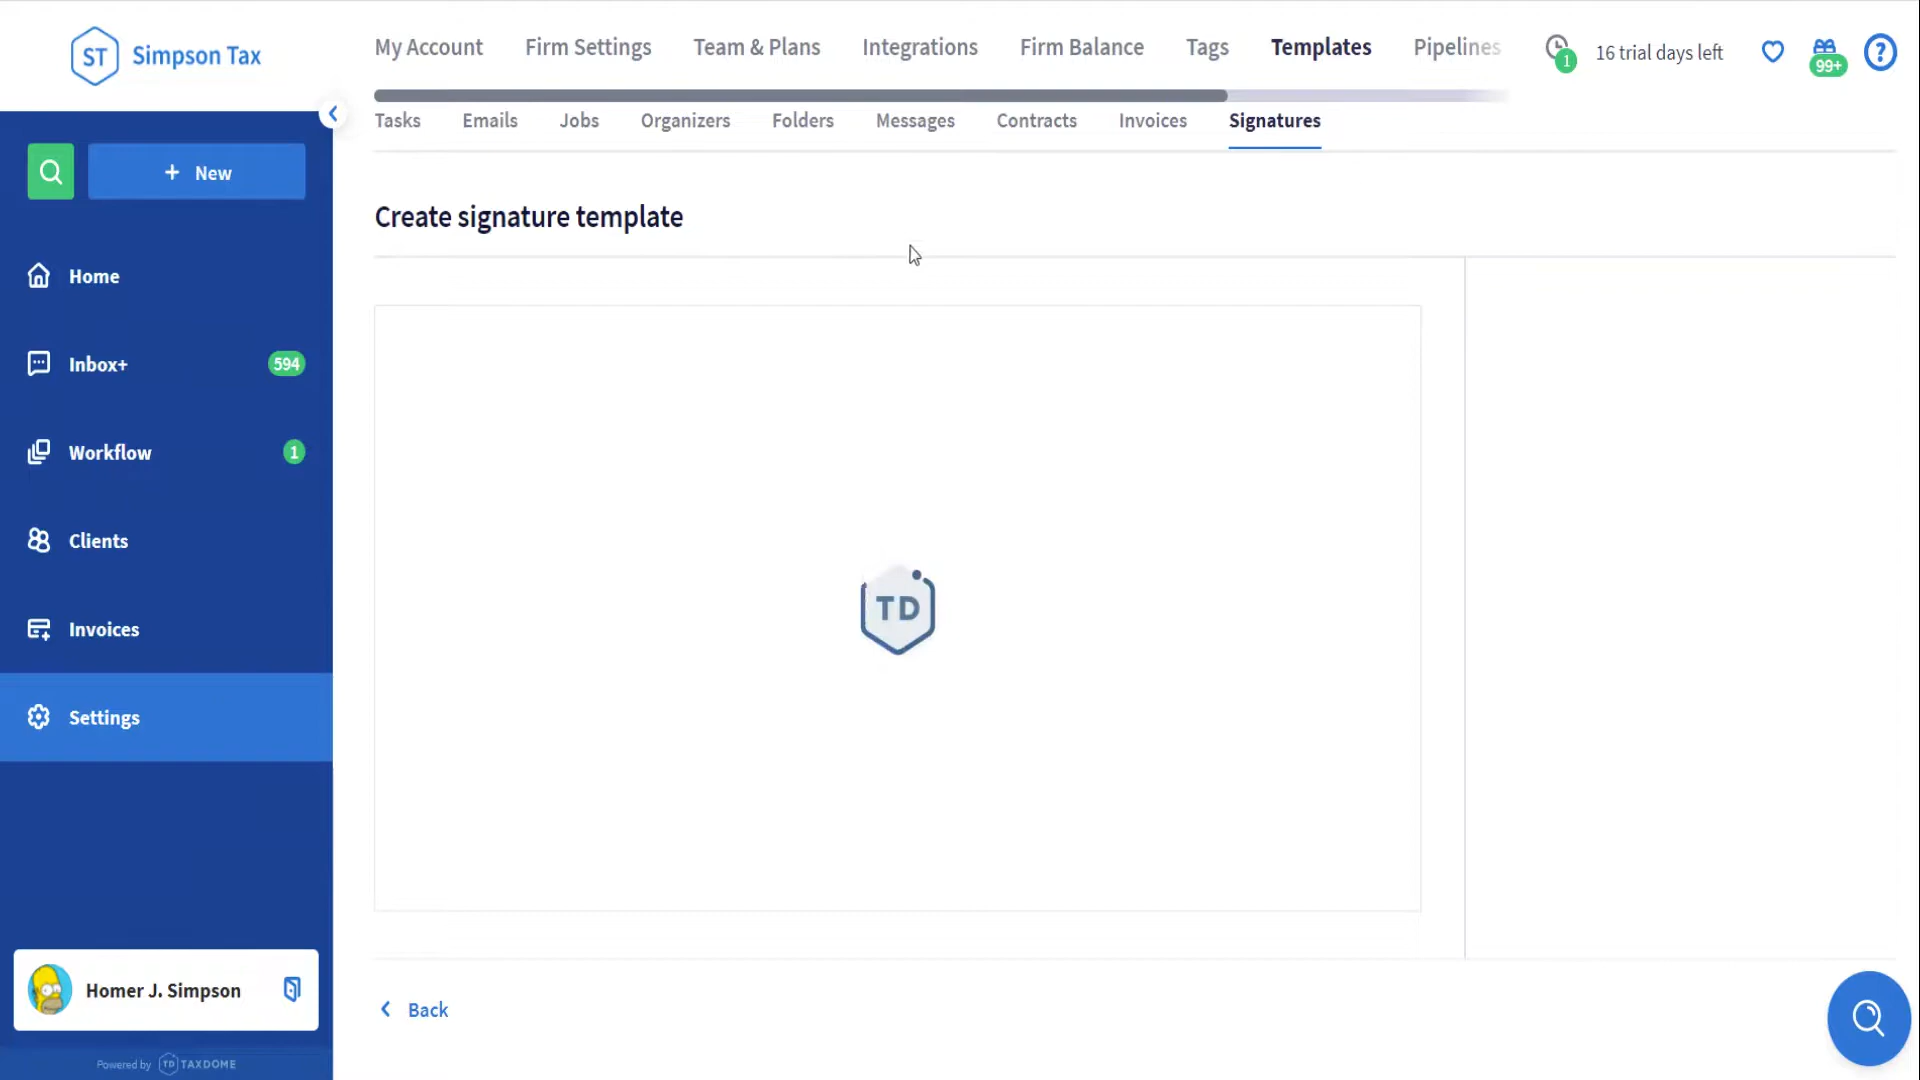 ST Simpson Tax
My Account Firm Settings Team & Plans Integrations Firm Balance Tags Templates Pipelines 1 16 trial days left 99+ ?
Tasks Emails Jobs Organizers Folders Messages Contracts Invoices Signatures
+ New
Create signature template
Home
Inbox+ 594
Workflow 1
Clients
TD
Invoices
Settings
Homer J. Simpson
Back
Powered by TD TAXDOME